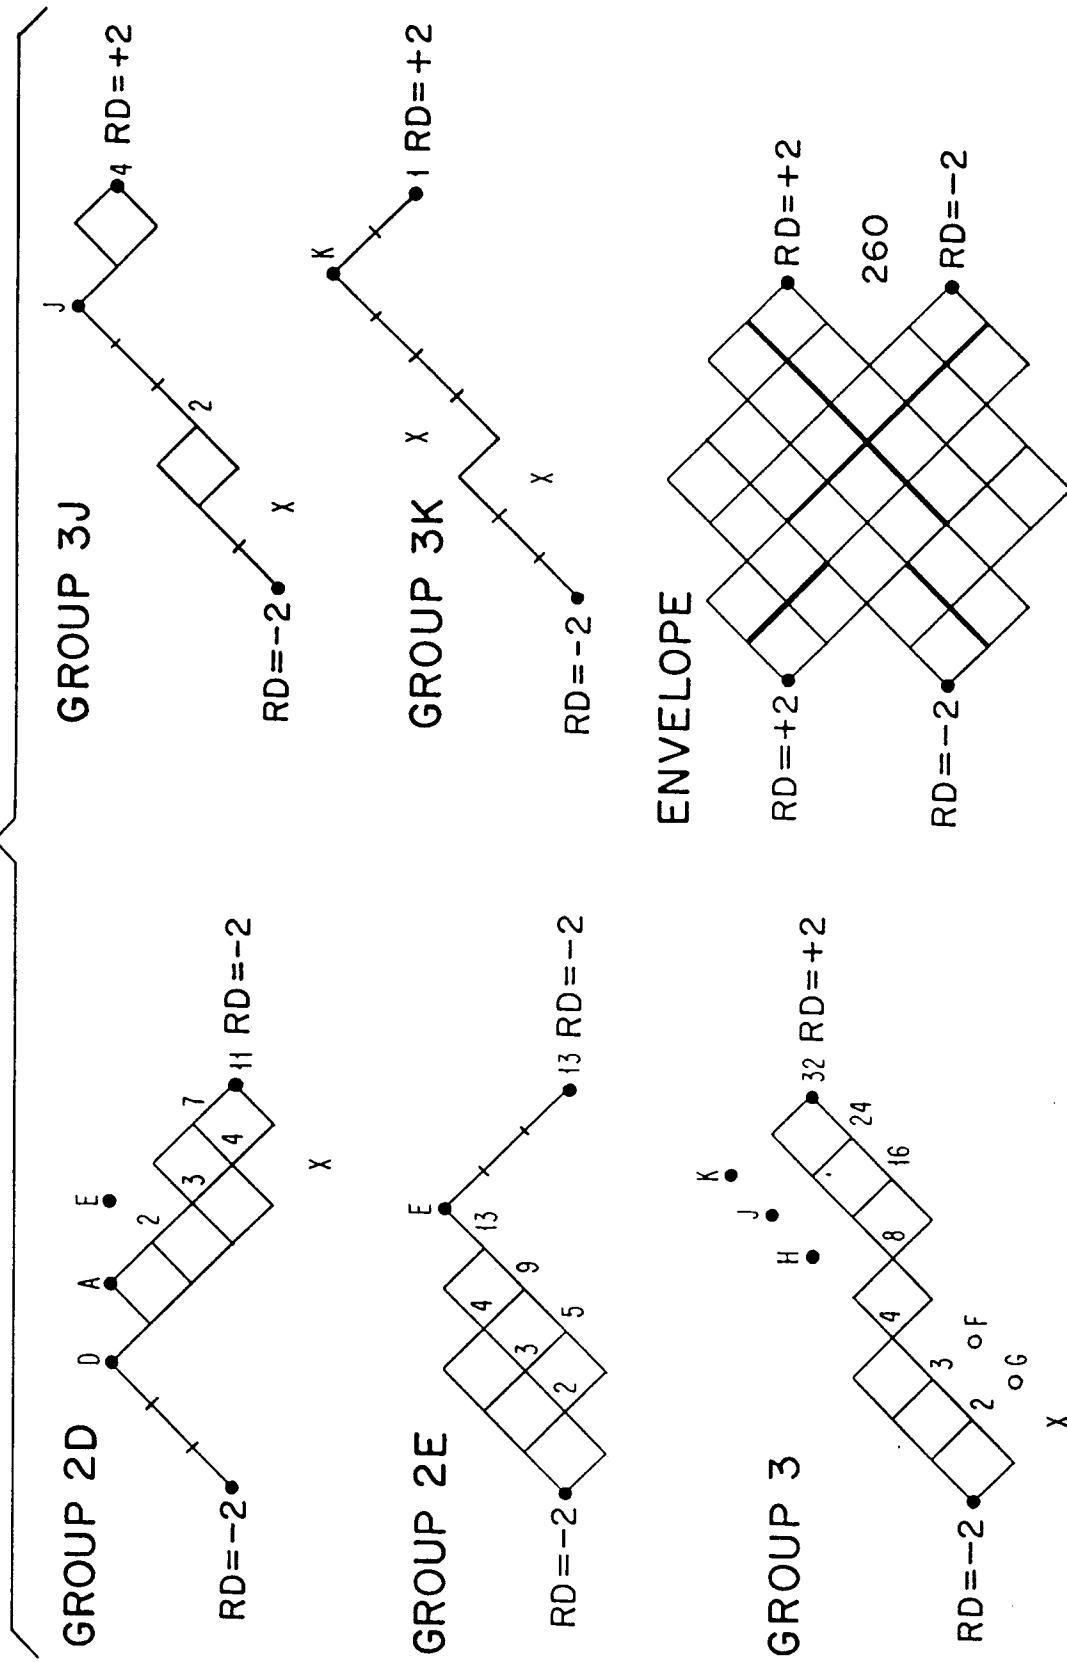 GROUP 2D
D
A
E
2
3
7
4
11 RD=-2
RD=-2
X
GROUP 2E
E
13
4
9
3
5
2
13 RD=-2
RD=-2
GROUP 3
K
J
H
32 RD=+2
24
16
8
4
3
F
2
G
RD=-2
X
GROUP 3J
J
4 RD=+2
2
X
RD=-2
GROUP 3K
K
1 RD=+2
X
X
RD=-2
ENVELOPE
RD=+2
RD=+2
260
RD=-2
RD=-2